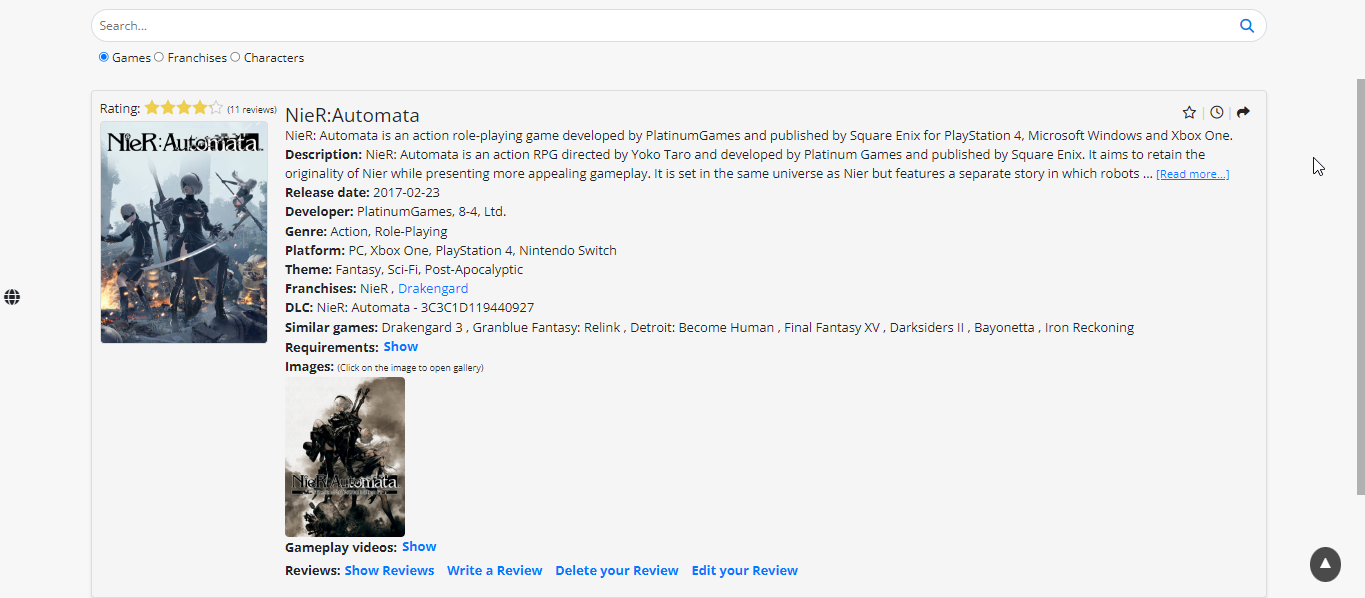 Search...
Games Franchises Characters
Rating: (11 reviews)
NieR:Automata
NieR:Automata
NieR: Automata is an action role-playing game developed by PlatinumGames and published by Square Enix for PlayStation 4, Microsoft Windows and Xbox One.
Description: NieR: Automata is an action RPG directed by Yoko Taro and developed by Platinum Games and published by Square Enix. It aims to retain the
originality of Nier while presenting more appealing gameplay. It is set in the same universe as Nier but features a separate story in which robots ... [Read more...]
Release date: 2017-02-23
Developer: PlatinumGames, 8-4, Ltd.
Genre: Action, Role-Playing
Platform: PC, Xbox One, PlayStation 4, Nintendo Switch
Theme: Fantasy, Sci-Fi, Post-Apocalyptic
Franchises: NieR , Drakengard
DLC: NieR: Automata - 3C3C1D119440927
Similar games: Drakengard 3 , Granblue Fantasy: Relink , Detroit: Become Human , Final Fantasy XV , Darksiders II , Bayonetta , Iron Reckoning
Requirements: Show
Images: (Click on the image to open gallery)
NieR:Automata
Gameplay videos: Show
Reviews: Show Reviews Write a Review Delete your Review Edit your Review